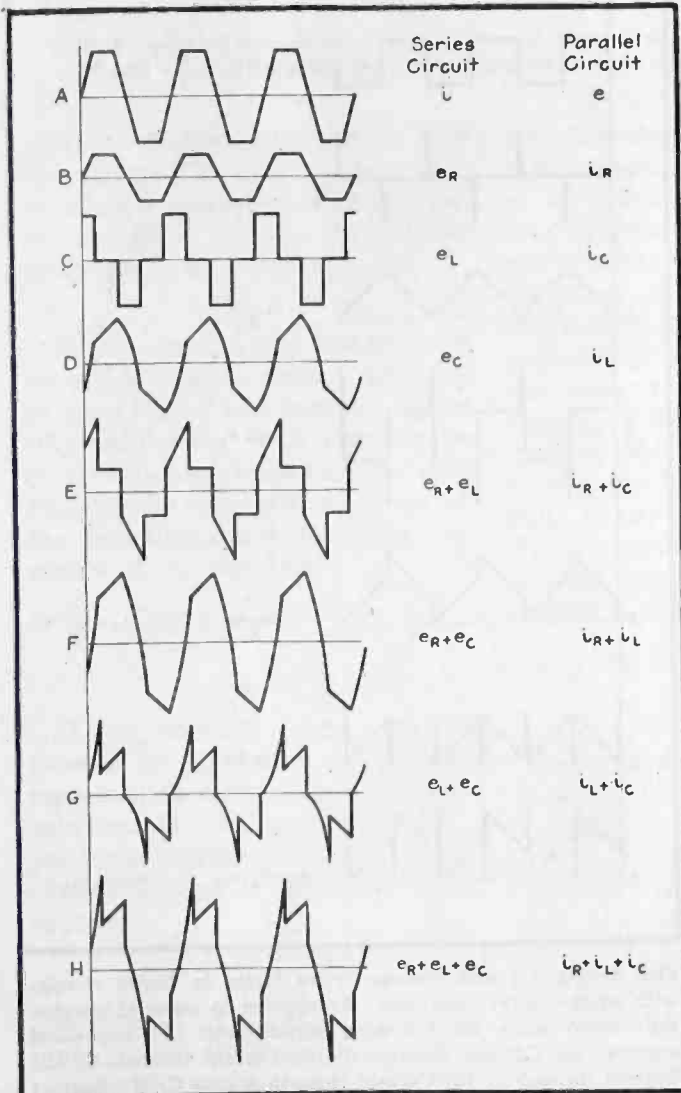 Series Circuit Parallel Circuit
A i e
B eR iR
C eL iC
D eC iL
E eR+eL iR+iC
F eR+eC iR+iL
G eL+eC iL+iC
H eR+eL+eC iR+iL+iC